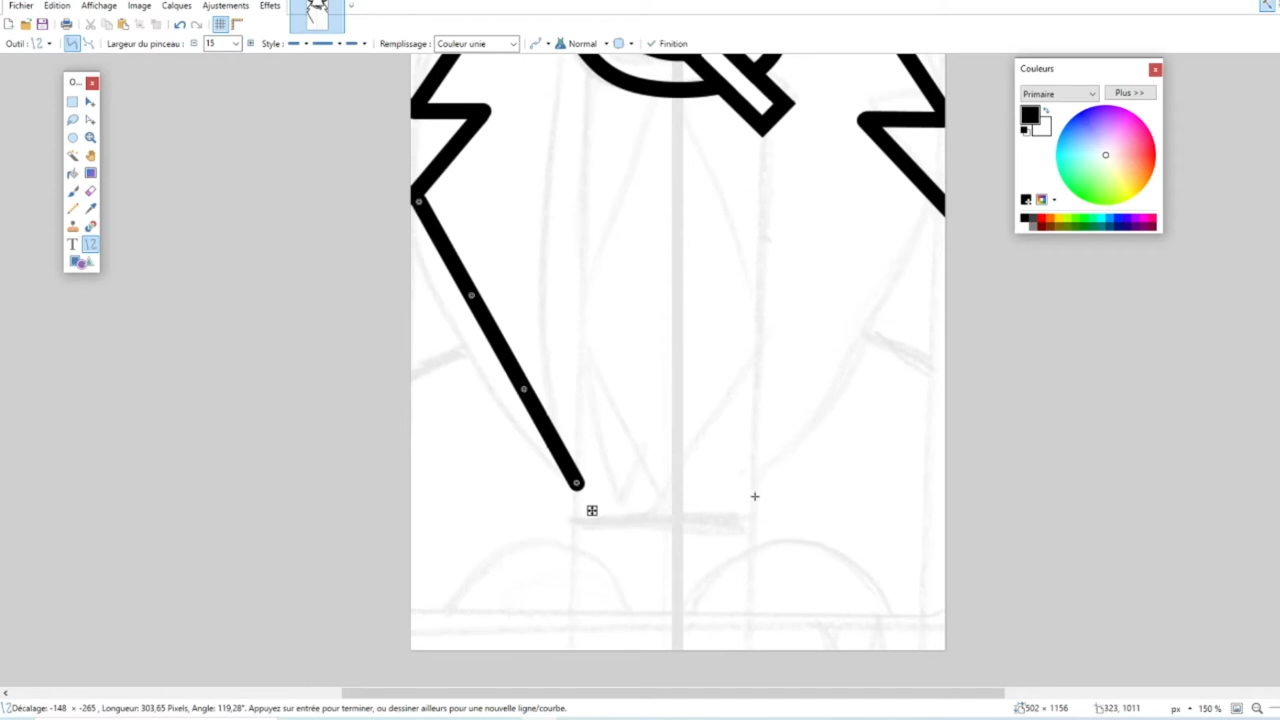 Fichier Edition Affichage Image Calques Ajustements Effets
Outil : Largeur du pinceau : 15 Style : Remplissage : Couleur unie Normal Finition
O...
T
Couleurs
Primaire Plus >>
Décalage: -148 × -265, Longueur: 303,65 Pixels, Angle: 119,28°. Appuyez sur entrée pour terminer, ou dessiner ailleurs pour une nouvelle ligne/courbe. 502 × 1156 323, 1011 px 150 %